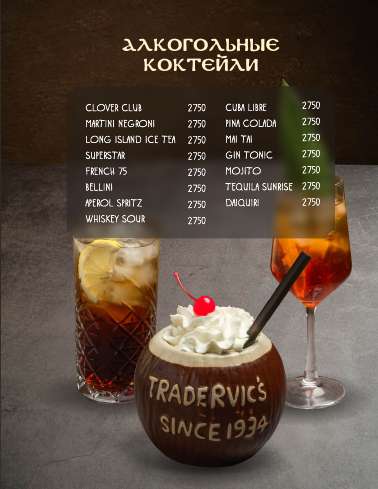 АЛКОГОЛЬНЫЕ
КОКТЕЙЛИ
CLOVER CLUB 2750
MARTINI NEGRONI 2750
LONG ISLAND ICE TEA 2750
SUPERSTAR 2750
FRENCH 75 2750
BELLINI 2750
APEROL SPRITZ 2750
WHISKEY SOUR 2750
CUBA LIBRE 2750
PINA COLADA 2750
MAI TAI 2750
GIN TONIC 2750
MOJITO 2750
TEQUILA SUNRISE 2750
DAIQUIRI 2750
TRADERVIC'S
SINCE 1934